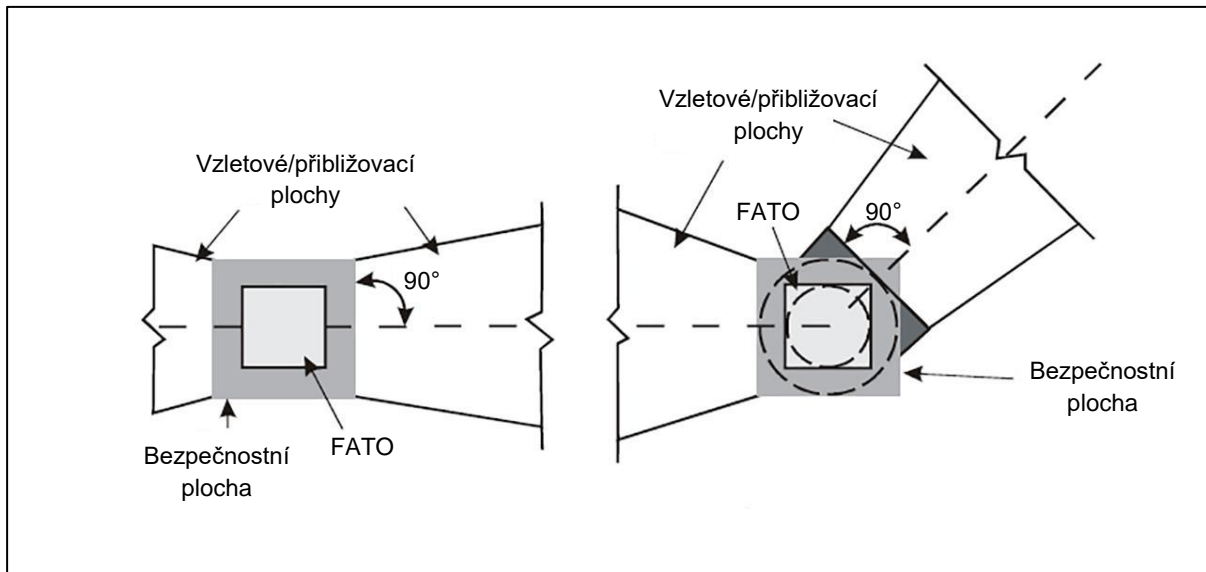 Vzletové/přibližovací
plochy
90°
FATO
Bezpečnostní
plocha
Vzletové/přibližovací
plochy
FATO
90°
Bezpečnostní
plocha